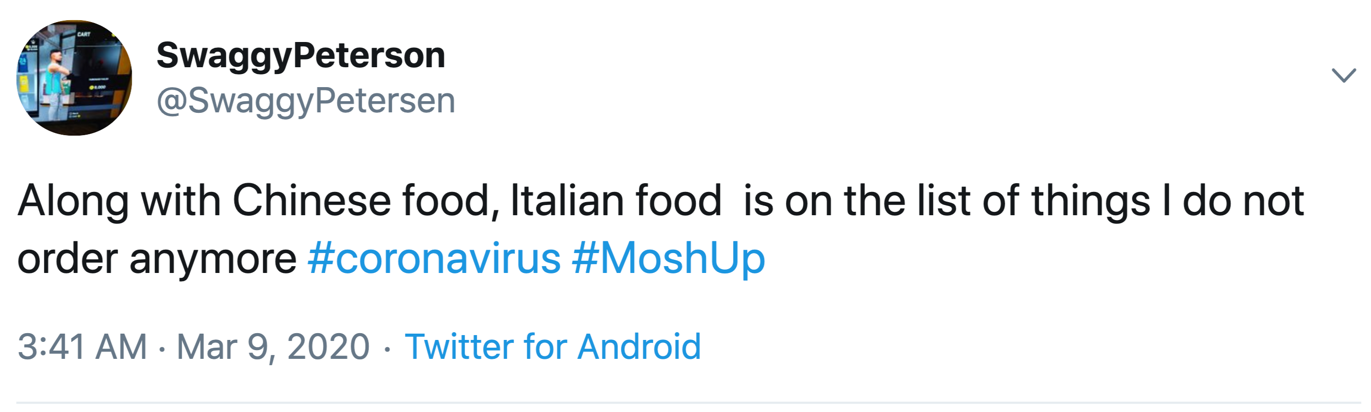 SwaggyPeterson
@SwaggyPetersen
Along with Chinese food, Italian food  is on the list of things I do not
order anymore #coronavirus #MoshUp
3:41 AM · Mar 9, 2020 · Twitter for Android